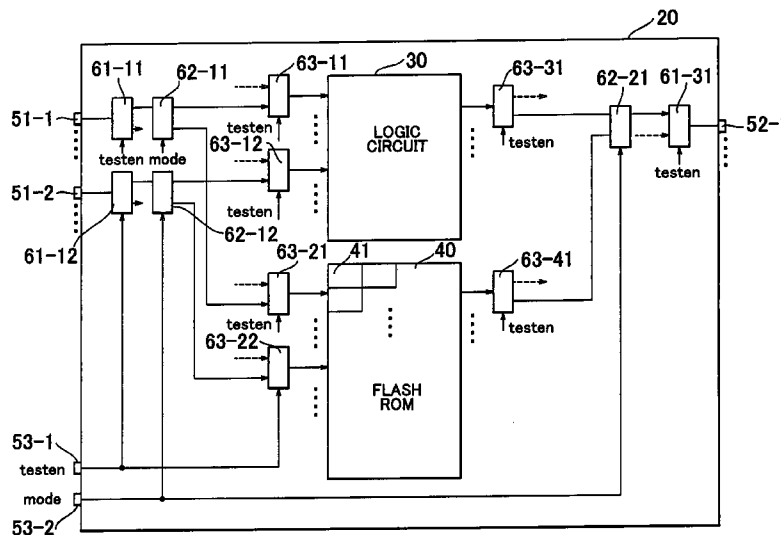 20
61-11
62-11
63-11
30
63-31
62-21
61-31
51-1
testen mode
testen
LOGIC
CIRCUIT
testen
52-
63-12
51-2
testen
testen
61-12
62-12
63-21
41
40
63-41
testen
testen
63-22
FLASH
ROM
53-1
testen
mode
53-2